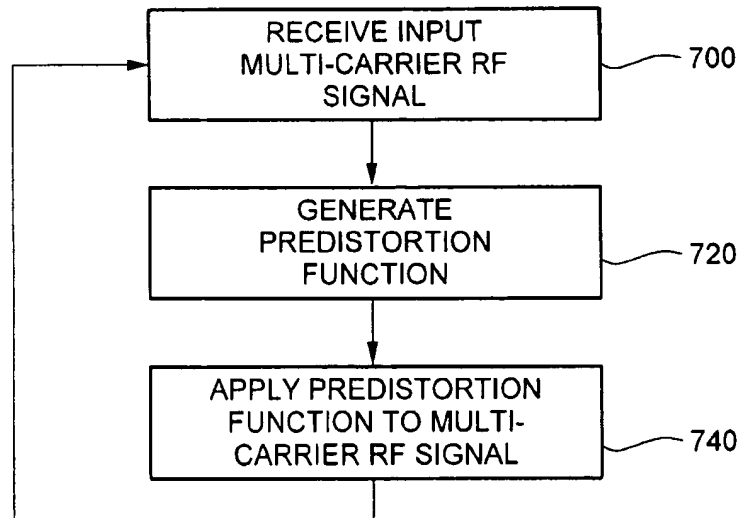 RECEIVE INPUT
MULTI-CARRIER RF
SIGNAL
700
GENERATE
PREDISTORTION
FUNCTION
720
APPLY PREDISTORTION
FUNCTION TO MULTI-
CARRIER RF SIGNAL
740